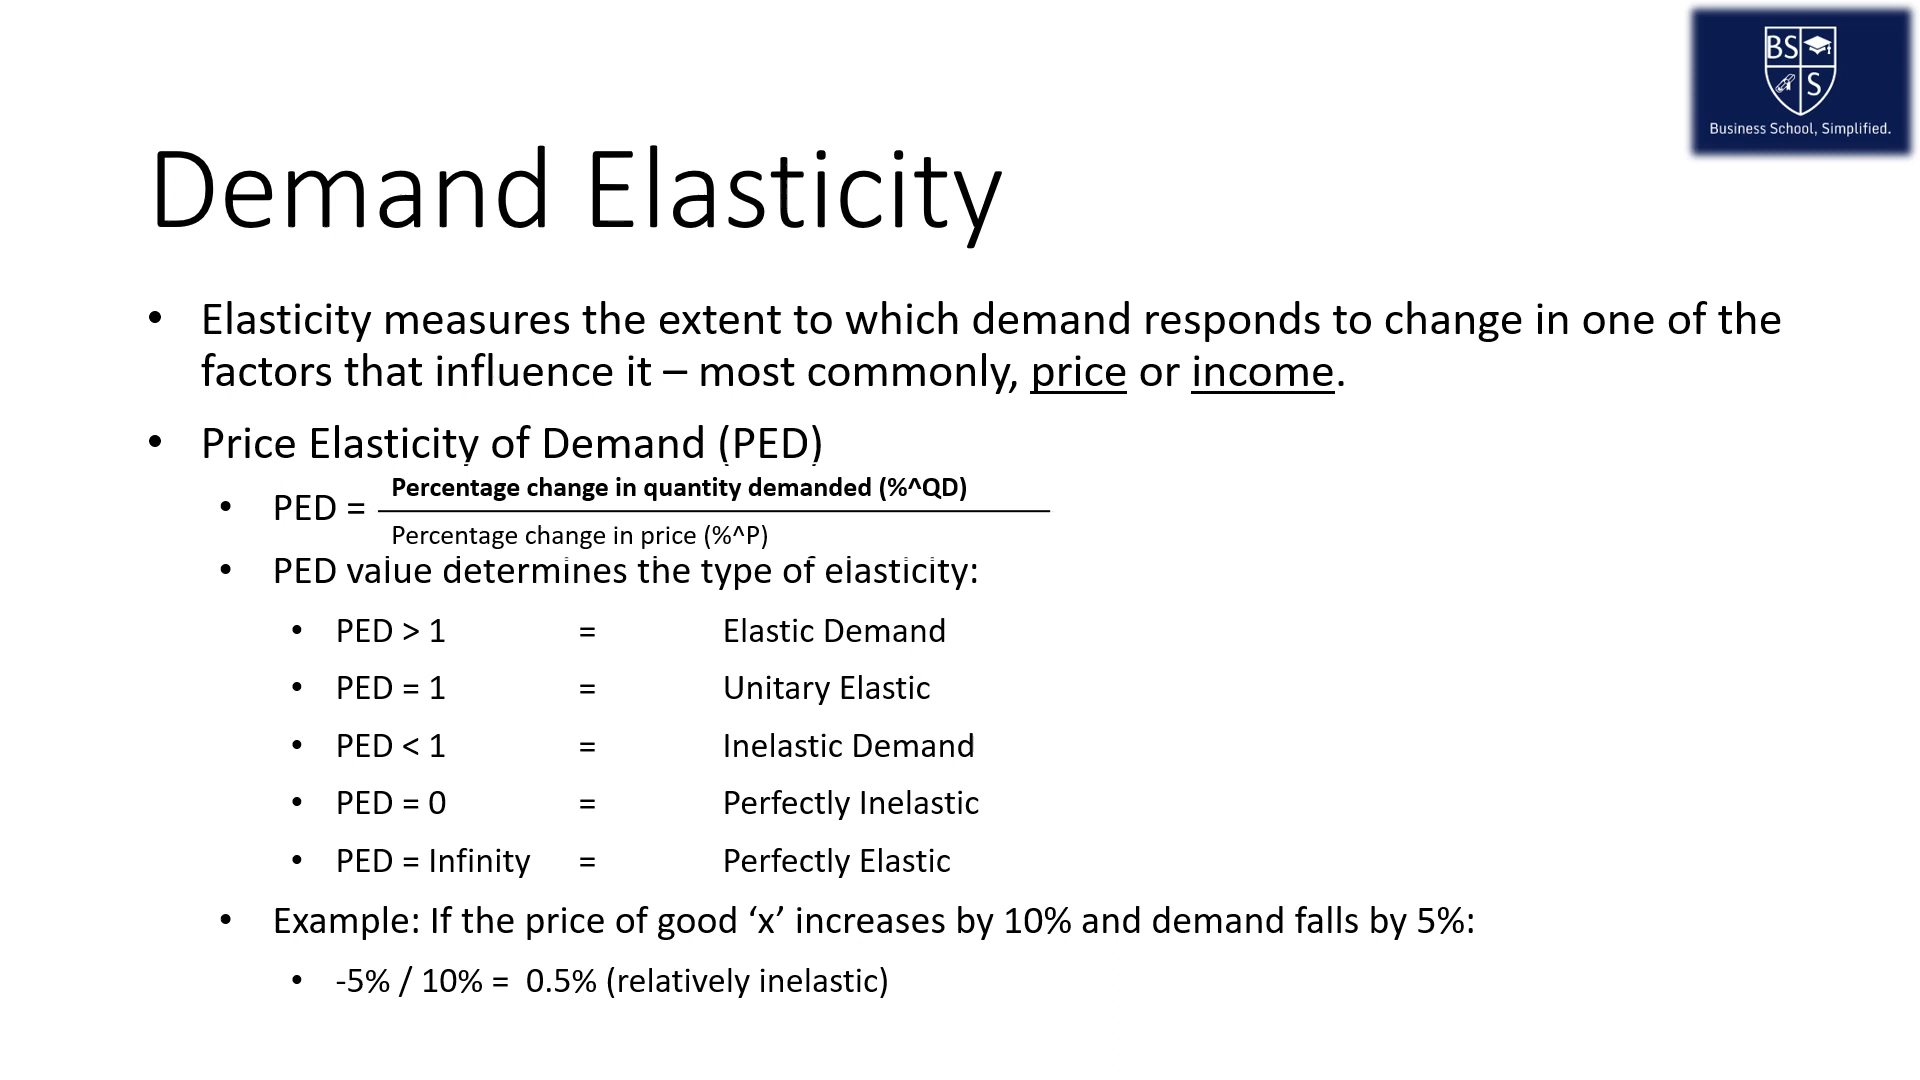 BS
S
Business School, Simplified.
Demand Elasticity
• Elasticity measures the extent to which demand responds to change in one of the
factors that influence it – most commonly, price or income.
• Price Elasticity of Demand (PED)
• PED = Percentage change in quantity demanded (%^QD)
Percentage change in price (%^P)
• PED value determines the type of elasticity:
• PED > 1 = Elastic Demand
• PED = 1 = Unitary Elastic
• PED < 1 = Inelastic Demand
• PED = 0 = Perfectly Inelastic
• PED = Infinity = Perfectly Elastic
• Example: If the price of good ‘x’ increases by 10% and demand falls by 5%:
• -5% / 10% = 0.5% (relatively inelastic)